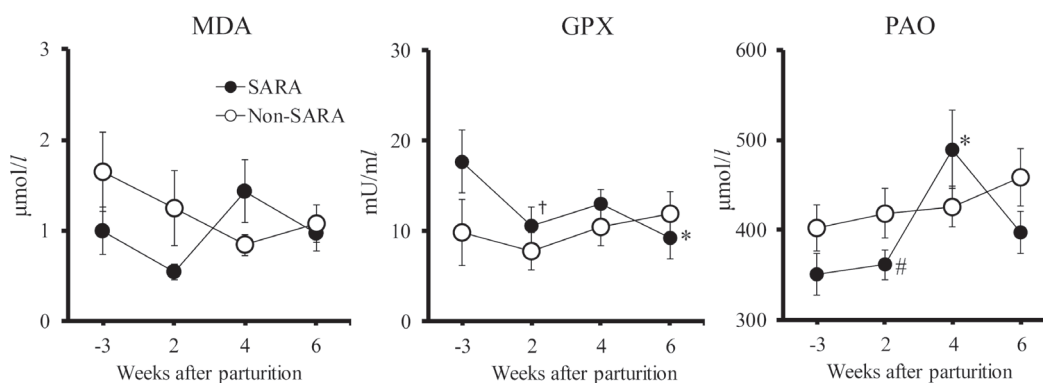 MDA
GPX
PAO
3
2
1
0
μmol/l
SARA
Non-SARA
-3
2
4
6
Weeks after parturition
30
20
10
0
mU/ml
†
*
-3
2
4
6
Weeks after parturition
600
500
400
300
μmol/l
*
#
-3
2
4
6
Weeks after parturition